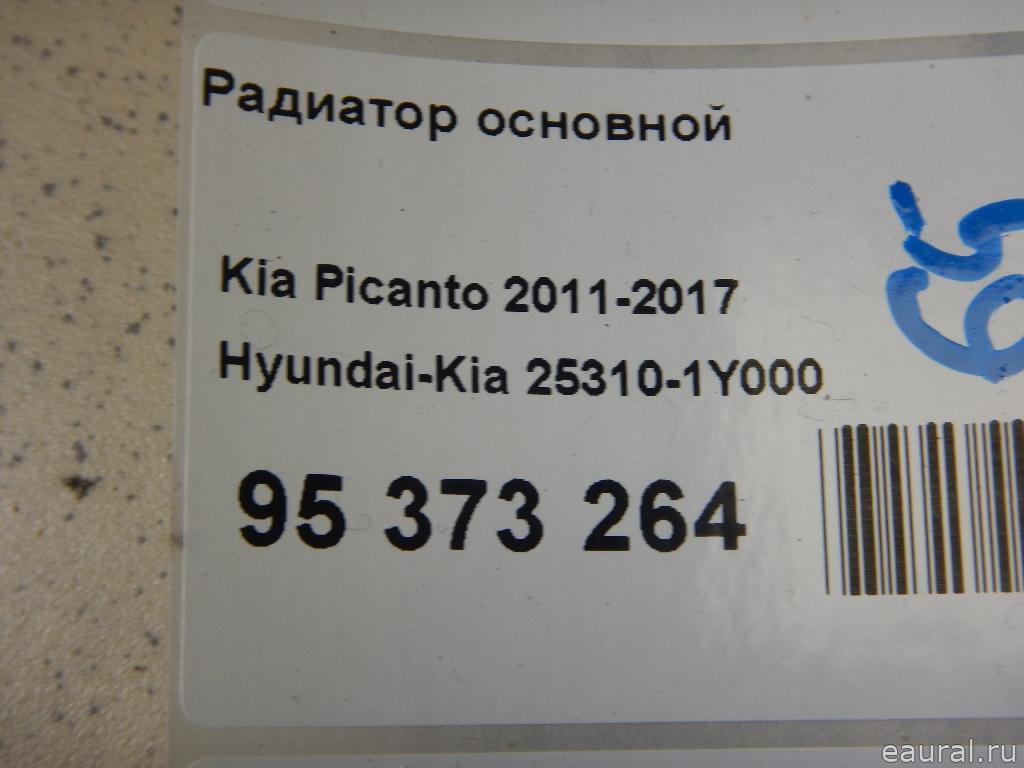 Радиатор основной
Kia Picanto 2011-2017
Hyundai-Kia 25310-1Y000
95 373 264
eaural.ru